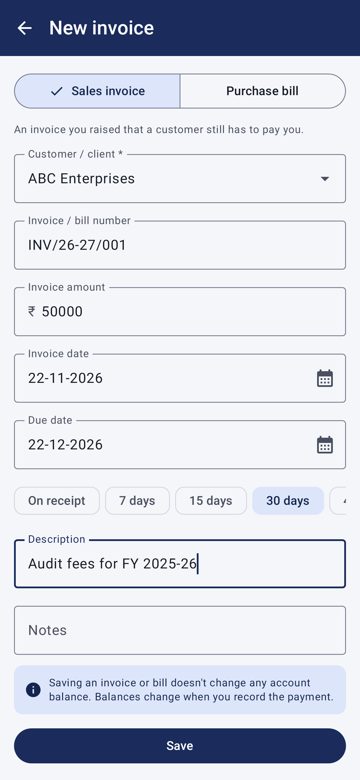 New invoice
Sales invoice
Purchase bill
An invoice you raised that a customer still has to pay you.
Customer / client *
ABC Enterprises
Invoice / bill number
INV/26-27/001
Invoice amount
₹ 50000
Invoice date
22-11-2026
Due date
22-12-2026
On receipt
7 days
15 days
30 days
Description
Audit fees for FY 2025-26
Notes
Saving an invoice or bill doesn't change any account
balance. Balances change when you record the payment.
Save